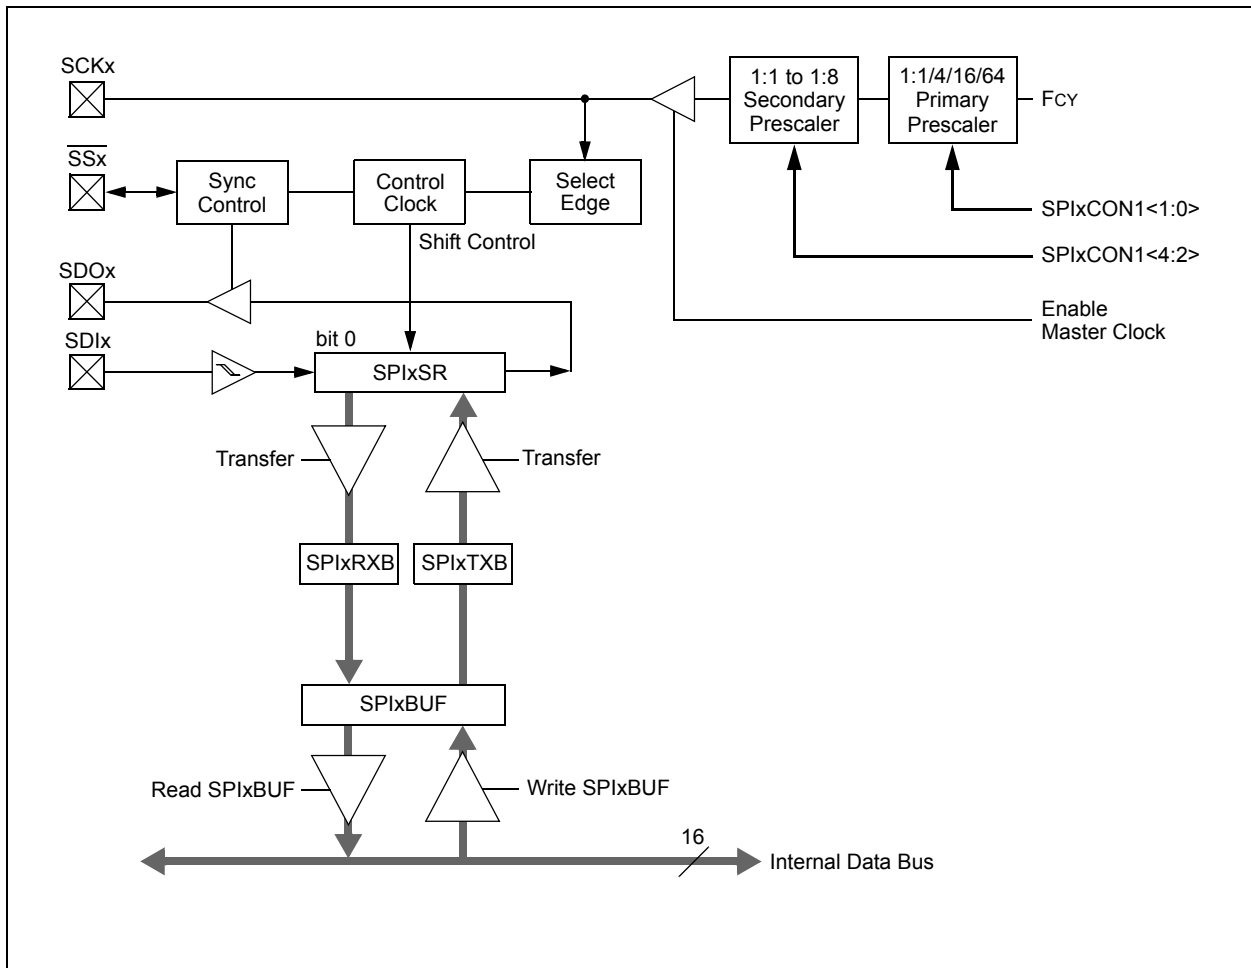 SCKx
1:1 to 1:8
Secondary
Prescaler
1:1/4/16/64
Primary
Prescaler
FCY
SSx
Sync
Control
Control
Clock
Select
Edge
SPIxCON1<1:0>
Shift Control
SPIxCON1<4:2>
SDOx
Enable
Master Clock
SDIx
bit 0
SPIxSR
Transfer
Transfer
SPIxRXB
SPIxTXB
SPIxBUF
Read SPIxBUF
Write SPIxBUF
16
Internal Data Bus